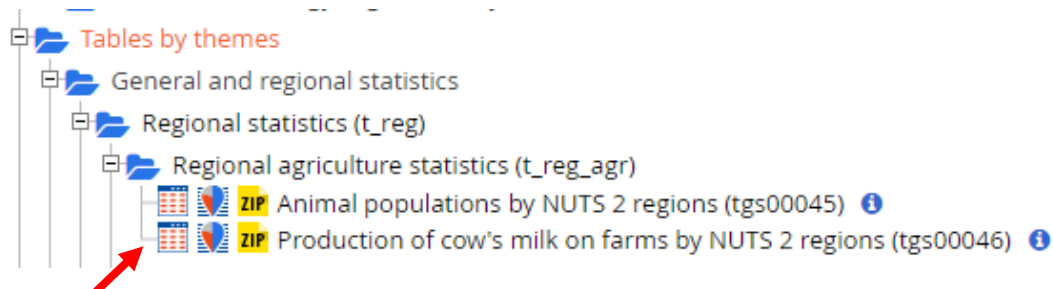 Tables by themes
General and regional statistics
Regional statistics (t_reg)
Regional agriculture statistics (t_reg_agr)
ZIP Animal populations by NUTS 2 regions (tgs00045) i
ZIP Production of cow's milk on farms by NUTS 2 regions (tgs00046) i